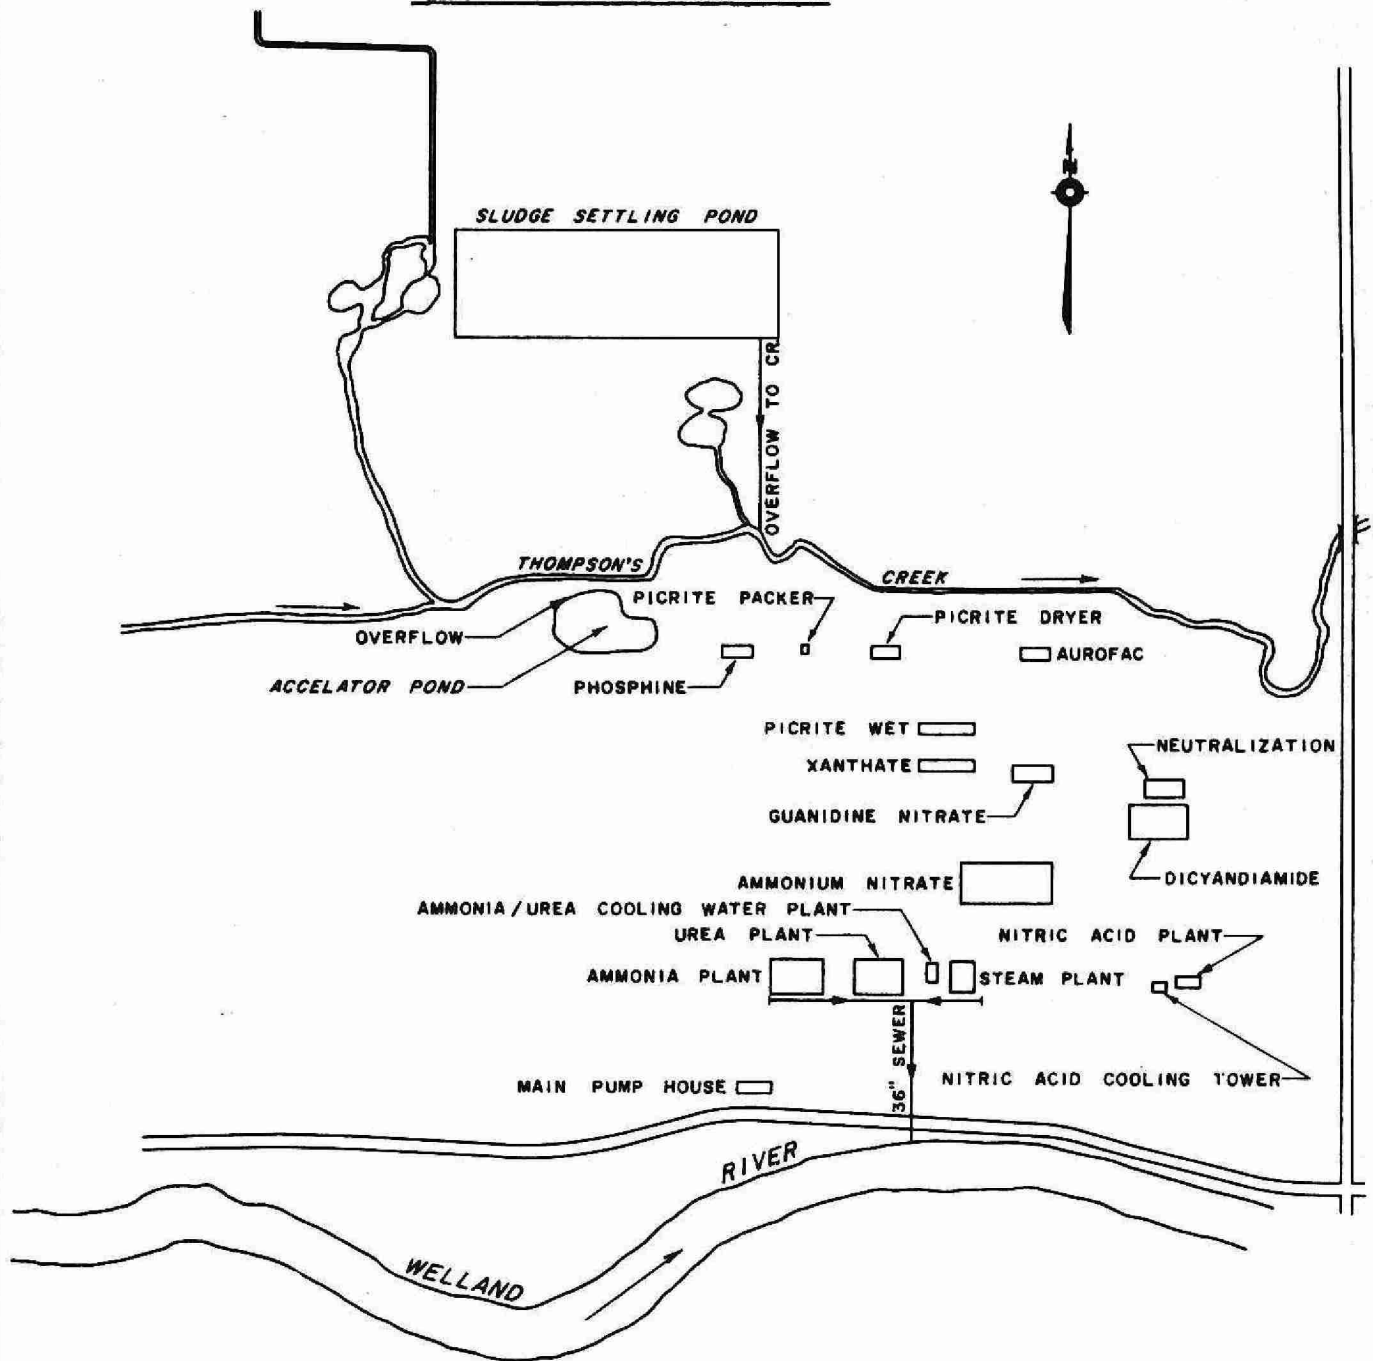 N
SLUDGE SETTLING POND
OVERFLOW TO CR
THOMPSON'S
CREEK
PICRITE PACKER
PICRITE DRYER
OVERFLOW
AUROFAC
ACCELATOR POND
PHOSPHINE
PICRITE WET
NEUTRALIZATION
XANTHATE
GUANIDINE NITRATE
AMMONIUM NITRATE
DICYANDIAMIDE
AMMONIA/UREA COOLING WATER PLANT
UREA PLANT
NITRIC ACID PLANT
AMMONIA PLANT
STEAM PLANT
36" SEWER
MAIN PUMP HOUSE
NITRIC ACID COOLING TOWER
RIVER
WELLAND